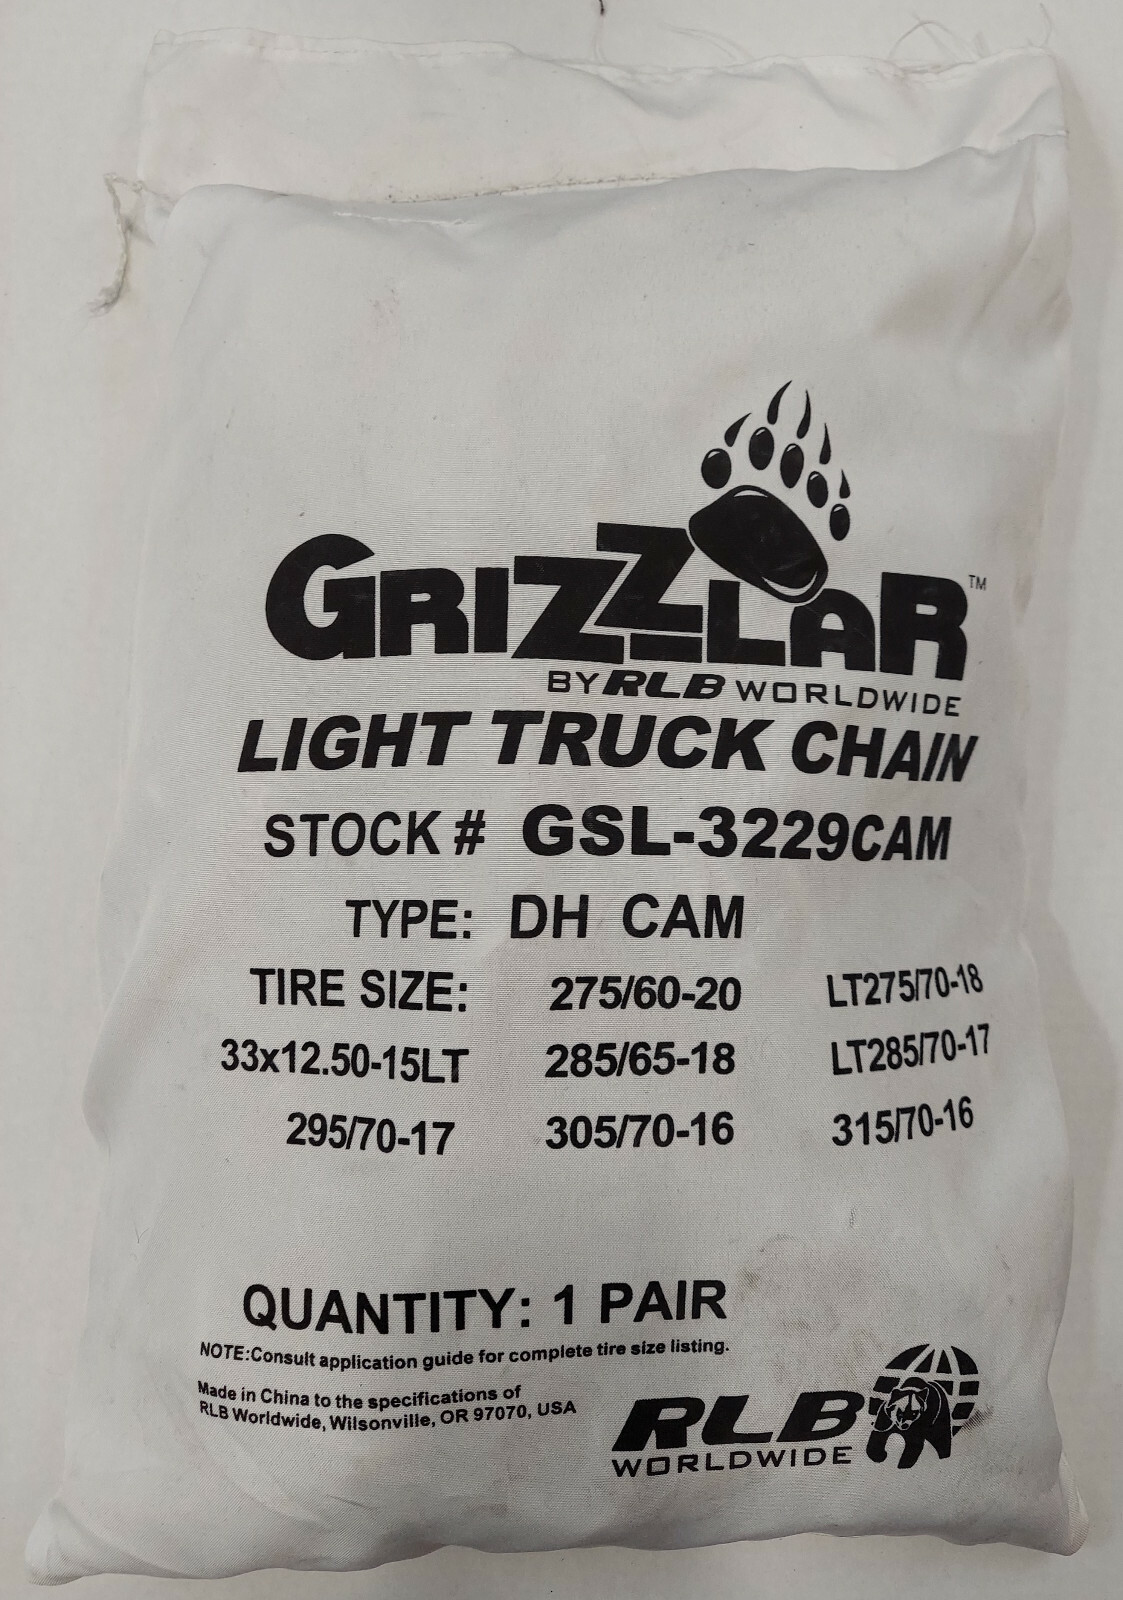 GRIZZLAR™
BY RLB WORLDWIDE
LIGHT TRUCK CHAIN
STOCK # GSL-3229CAM
TYPE: DH CAM
TIRE SIZE: 275/60-20 LT275/70-18
33x12.50-15LT 285/65-18 LT285/70-17
295/70-17 305/70-16 315/70-16
QUANTITY: 1 PAIR
NOTE:Consult application guide for complete tire size listing.
Made in China to the specifications of
RLB Worldwide, Wilsonville, OR 97070, USA
RLB
WORLDWIDE